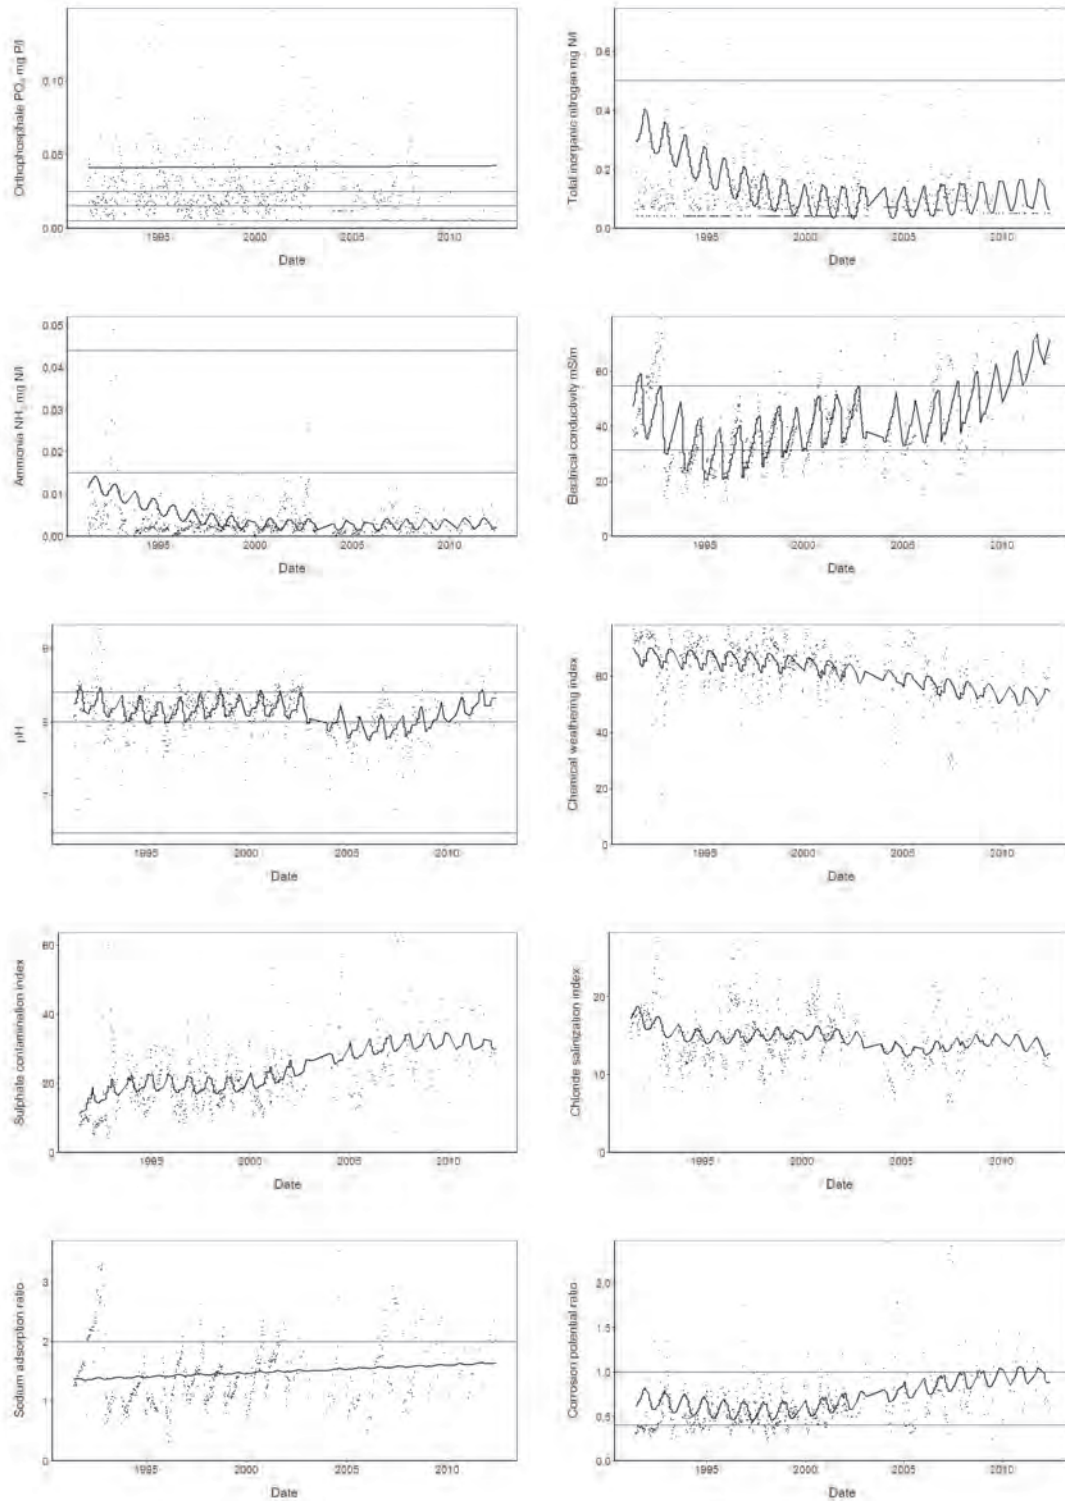 Orthophosphate PO₄ mg P/l
0.10
0.05
0.00
1995 2000 2005 2010
Date
Total inorganic nitrogen mg N/l
0.6
0.4
0.2
0.0
1995 2000 2005 2010
Date
Ammonia NH₃ mg N/l
0.05
0.04
0.03
0.02
0.01
0.00
1995 2000 2005 2010
Date
Electrical conductivity mS/m
60
40
20
0
1995 2000 2005 2010
Date
pH
9
8
7
1995 2000 2005 2010
Date
Chemical weathering index
60
40
20
0
1995 2000 2005 2010
Date
Sulphate contamination index
60
40
20
0
1995 2000 2005 2010
Date
Chloride salinization index
20
10
0
1995 2000 2005 2010
Date
Sodium adsorption ratio
3
2
1
0
1995 2000 2005 2010
Date
Corrosion potential ratio
2.0
1.5
1.0
0.5
0.0
1995 2000 2005 2010
Date